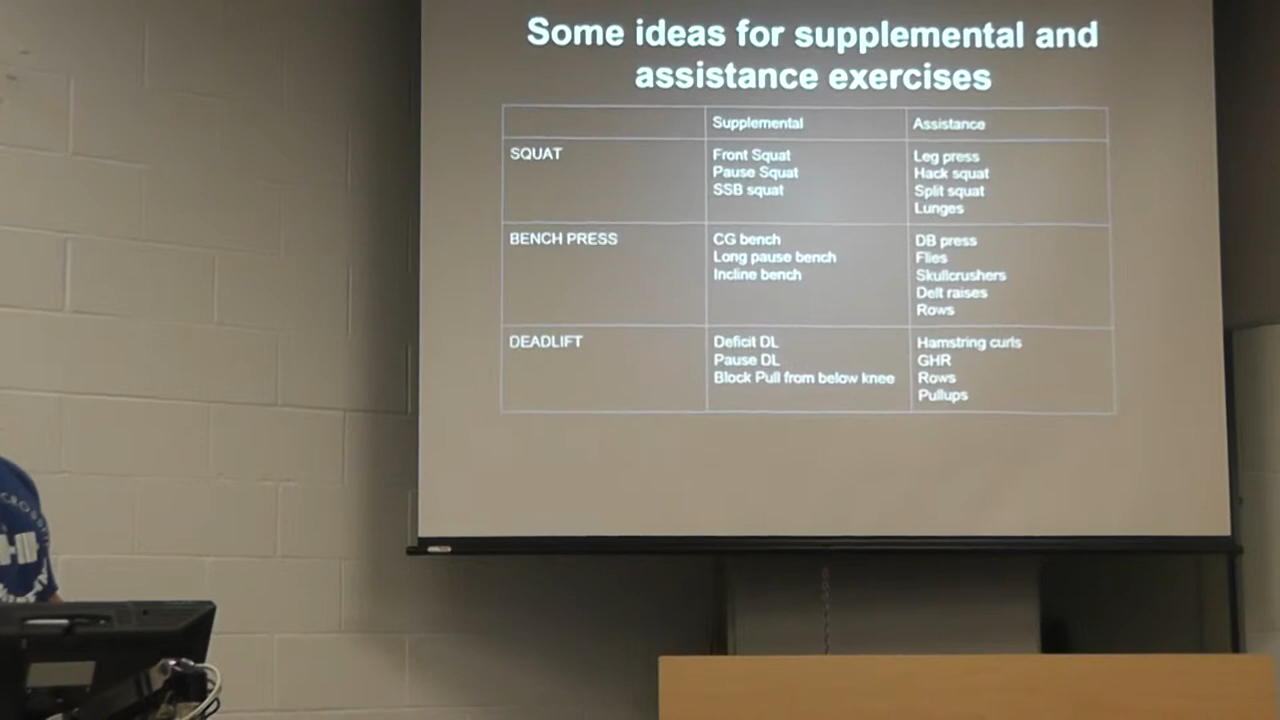 Some ideas for supplemental and
assistance exercises
Supplemental
Assistance
SQUAT
Front Squat
Pause Squat
SSB squat
Leg press
Hack squat
Split squat
Lunges
BENCH PRESS
CG bench
Long pause bench
Incline bench
DB press
Flies
Skullcrushers
Delt raises
Rows
DEADLIFT
Deficit DL
Pause DL
Block Pull from below knee
Hamstring curls
GHR
Rows
Pullups